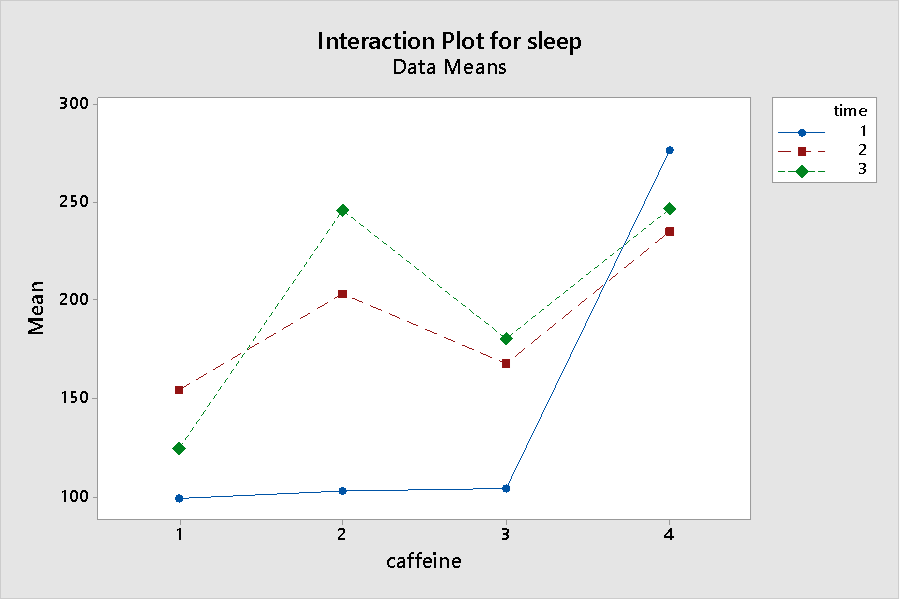 Interaction Plot for sleep
Data Means
300
250
200
150
100
Mean
1 2 3 4
caffeine
time
1
2
3